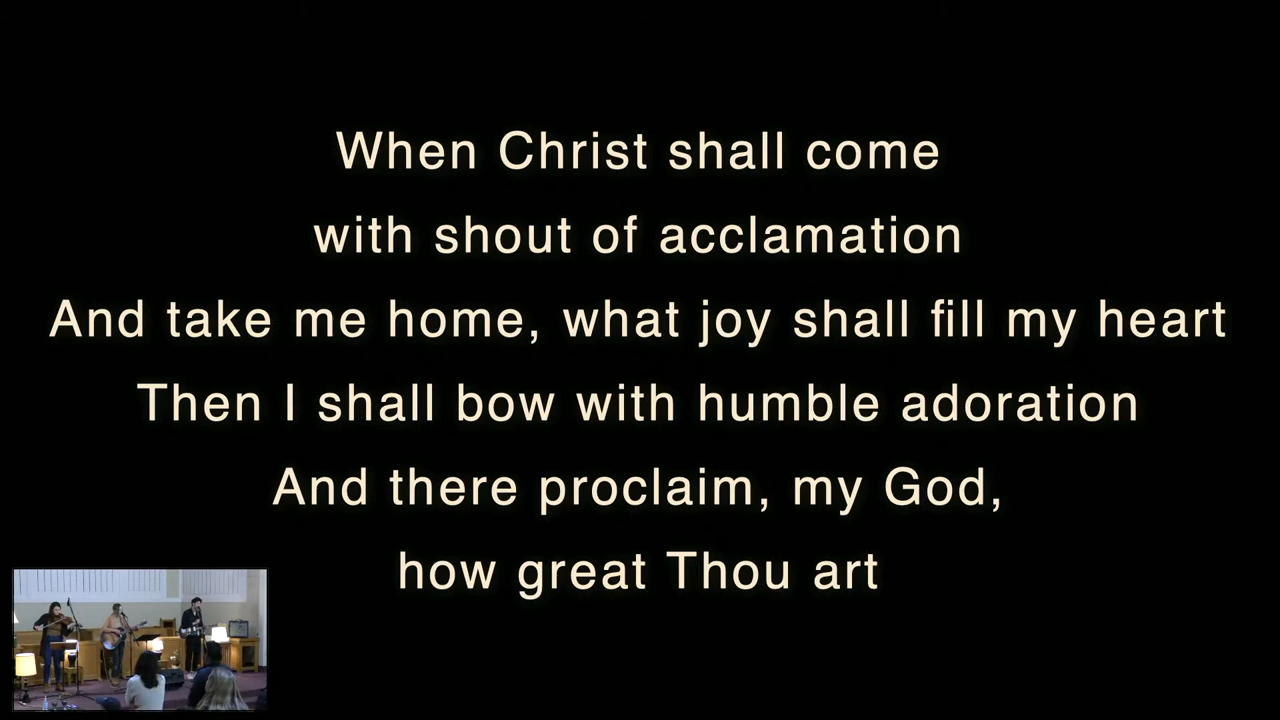 When Christ shall come
with shout of acclamation
And take me home, what joy shall fill my heart
Then I shall bow with humble adoration
And there proclaim, my God,
how great Thou art